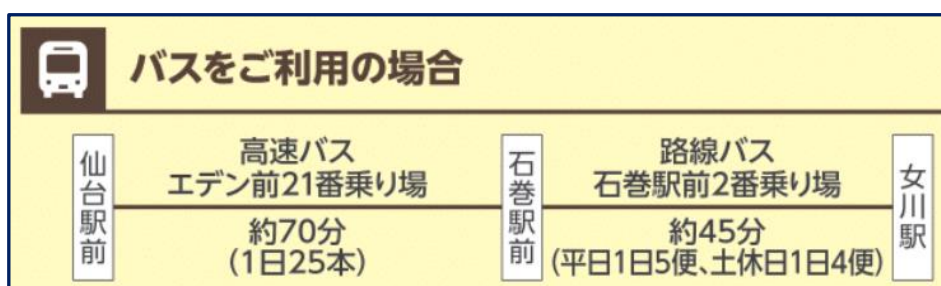 バスをご利用の場合
仙台駅前
高速バス
エデン前21番乗り場
約70分
(1日25本)
石巻駅前
路線バス
石巻駅前2番乗り場
約45分
(平日1日5便、土休日1日4便)
女川駅